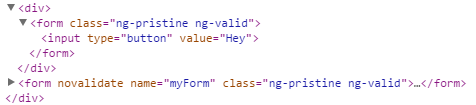 ▼<div>
▼<form class="ng-pristine ng-valid">
<input type="button" value="Hey">
</form>
</div>
▶<form novalidate name="myForm" class="ng-pristine ng-valid">…</form>
</div>